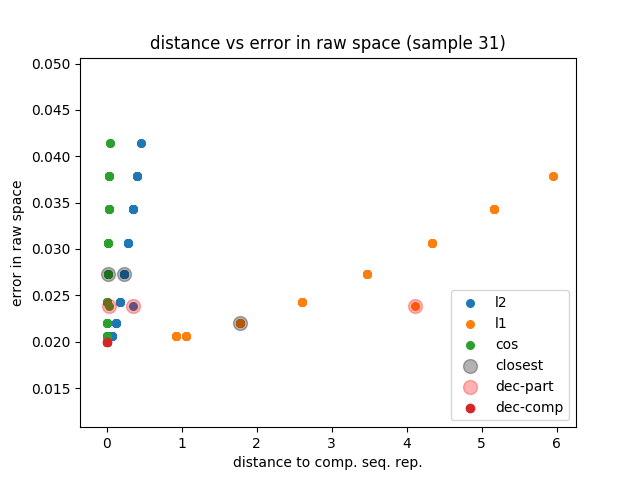 distance vs error in raw space (sample 31)
0.050
0.045
0.040
0.035
0.030
0.025
0.020
0.015
error in raw space
l2
l1
cos
closest
dec-part
dec-comp
0 1 2 3 4 5 6
distance to comp. seq. rep.